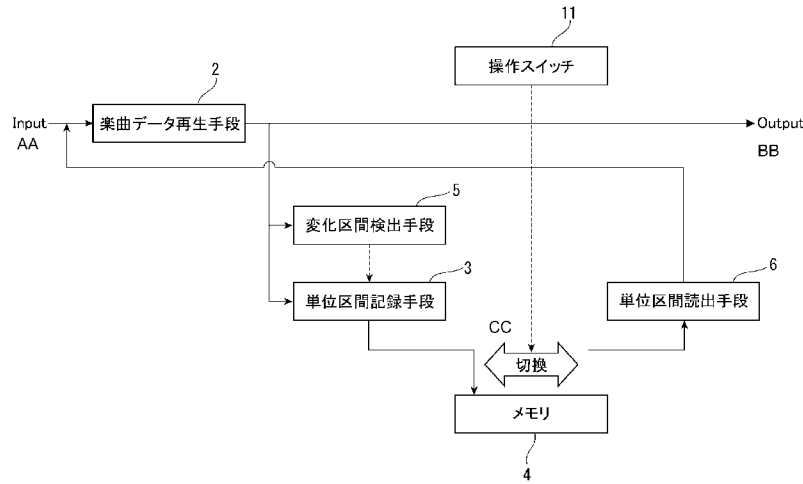 11
操作スイッチ
2
Input
楽曲データ再生手段
Output
AA
BB
5
変化区間検出手段
3
単位区間記録手段
6
単位区間読出手段
CC
切換
メモリ
4